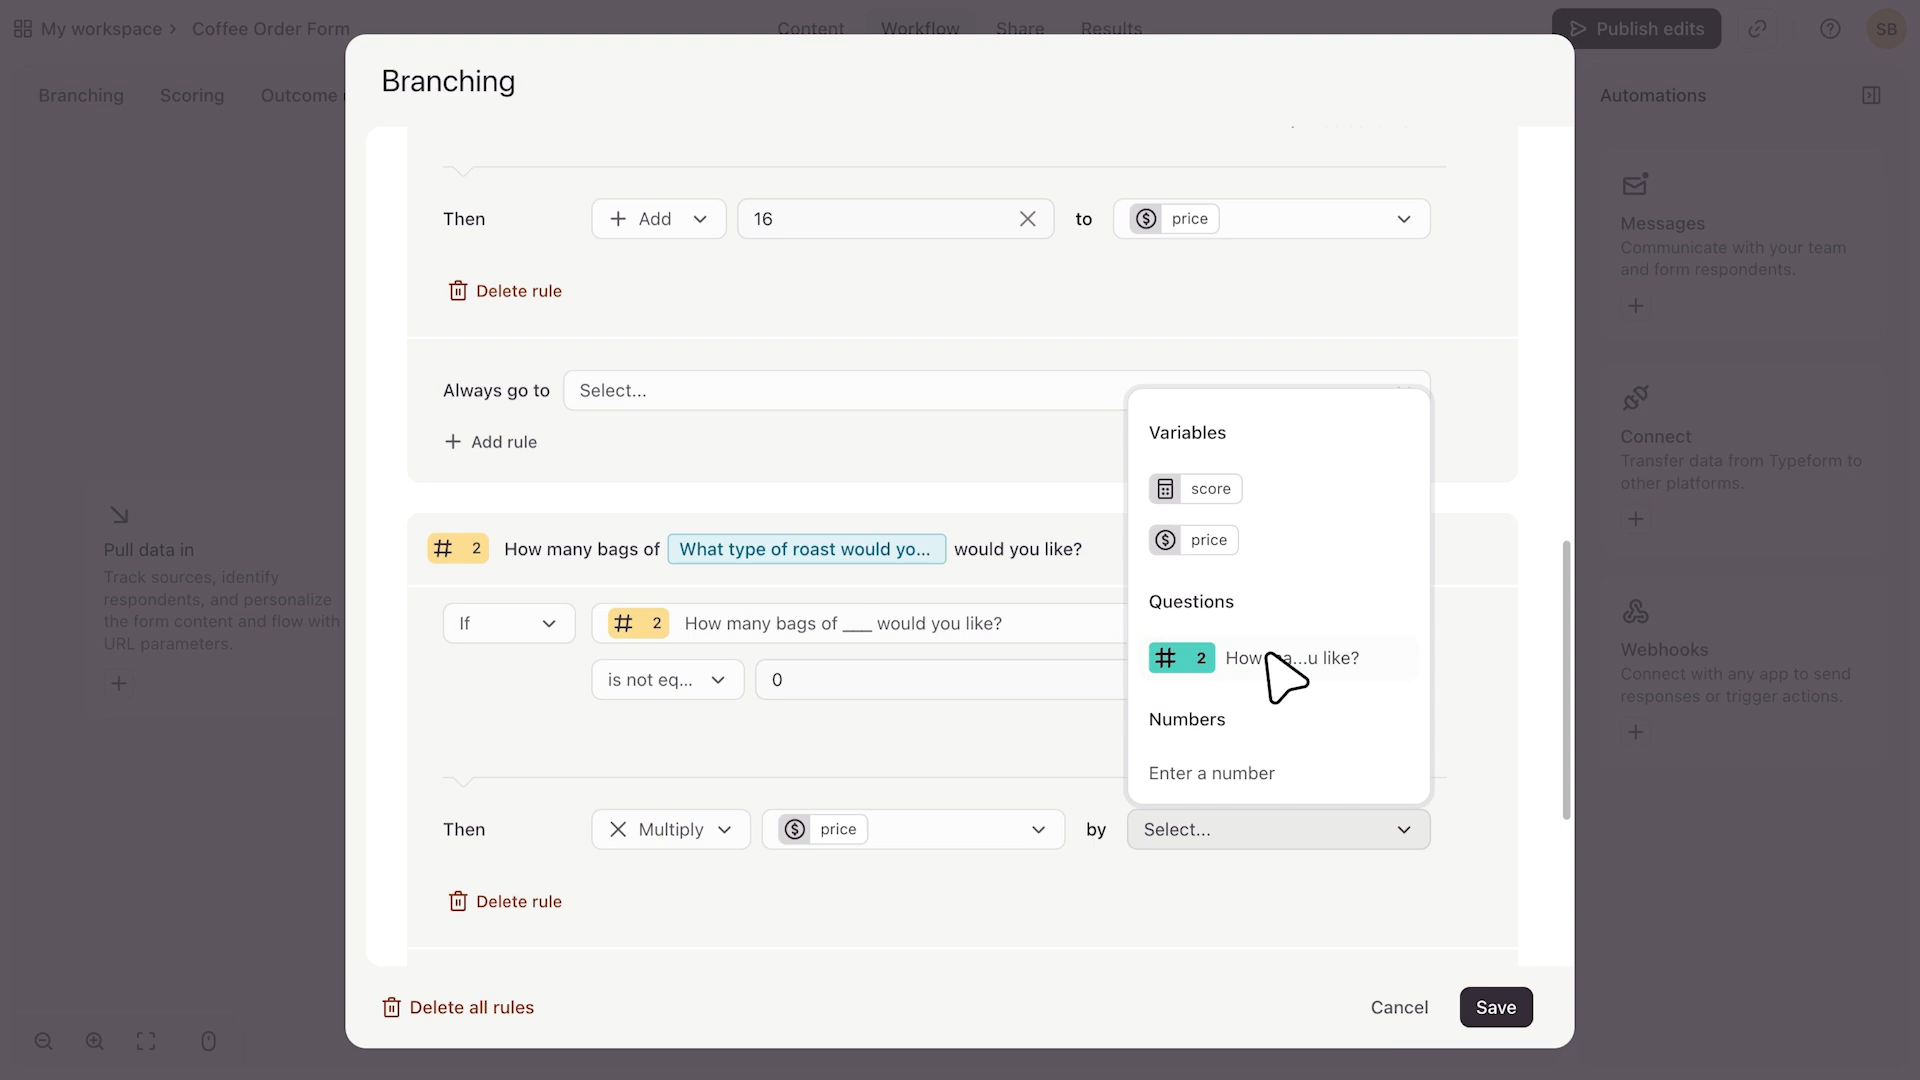 My workspace
Coffee Order Form
Content
Workflow
Share
Results
Publish edits
SB
Branching
Scoring
Outcome
Automations
Branching
Then
Add
16
to
price
Delete rule
Always go to
Select...
Add rule
Variables
score
price
Questions
2
u like?
Numbers
Enter a number
2
How many bags of What type of roast would yo... would you like?
If
2
How many bags of ___ would you like?
is not eq...
0
Then
Multiply
price
by
Select...
Delete rule
Delete all rules
Cancel
Save
Pull data in
Track sources, identify
respondents, and personalize
the form content and flow with
URL parameters.
Messages
Communicate with your team
and form respondents.
Connect
Transfer data from Typeform to
other platforms.
Webhooks
Connect with any app to send
responses or trigger actions.